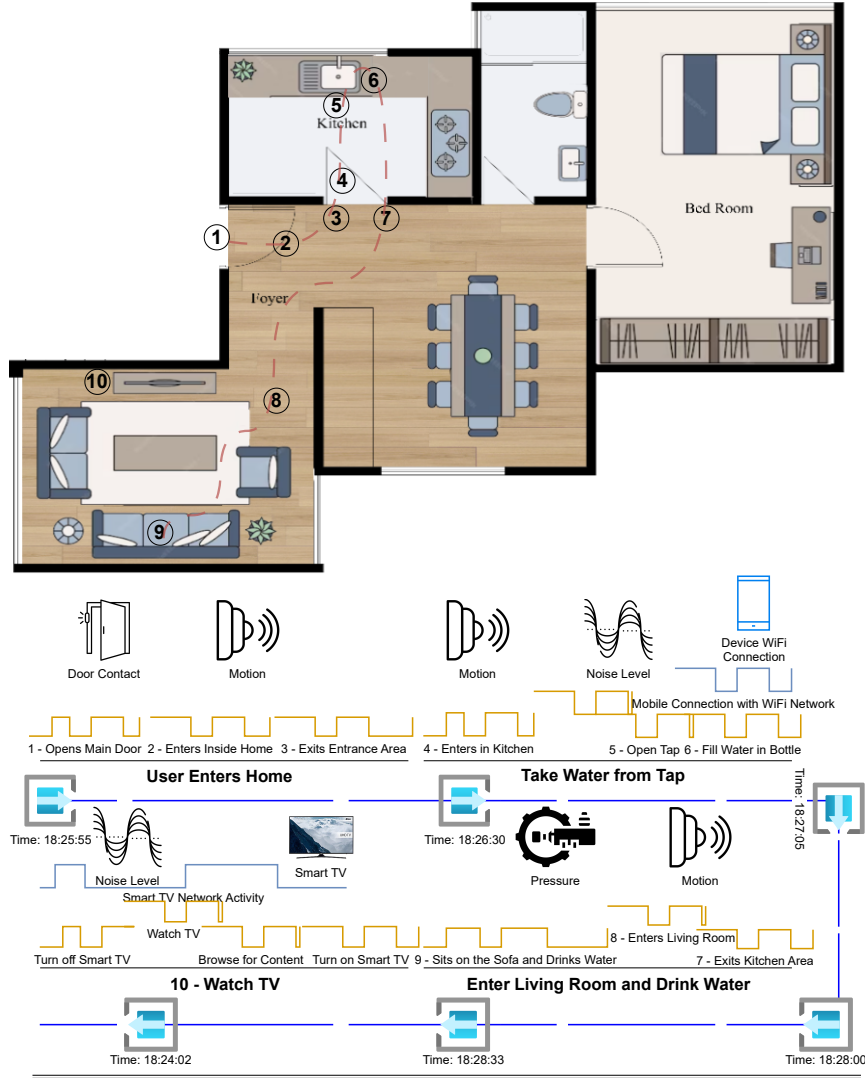 6
5
Kitchen
4
1
2
3
7
Bed Room
Foyer
10
8
9
Door Contact
Motion
Motion
Noise Level
Device WiFi
Connection
Mobile Connection with WiFi Network
1 - Opens Main Door
2 - Enters Inside Home
3 - Exits Entrance Area
4 - Enters in Kitchen
5 - Open Tap
6 - Fill Water in Bottle
User Enters Home
Take Water from Tap
Time: 18:25:55
Time: 18:26:30
Time: 18:27:05
Noise Level
Smart TV
Pressure
Motion
Smart TV Network Activity
Watch TV
8 - Enters Living Room
Turn off Smart TV
Browse for Content
Turn on Smart TV
9 - Sits on the Sofa and Drinks Water
7 - Exits Kitchen Area
10 - Watch TV
Enter Living Room and Drink Water
Time: 18:24:02
Time: 18:28:33
Time: 18:28:00